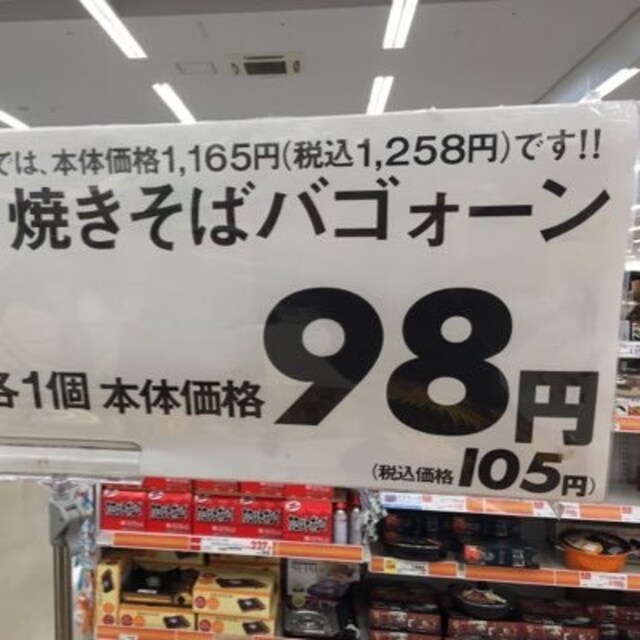 では、本体価格1,165円(税込1,258円)です!!
焼きそばバゴォーン
各1個 本体価格98円
(税込価格105円)
227